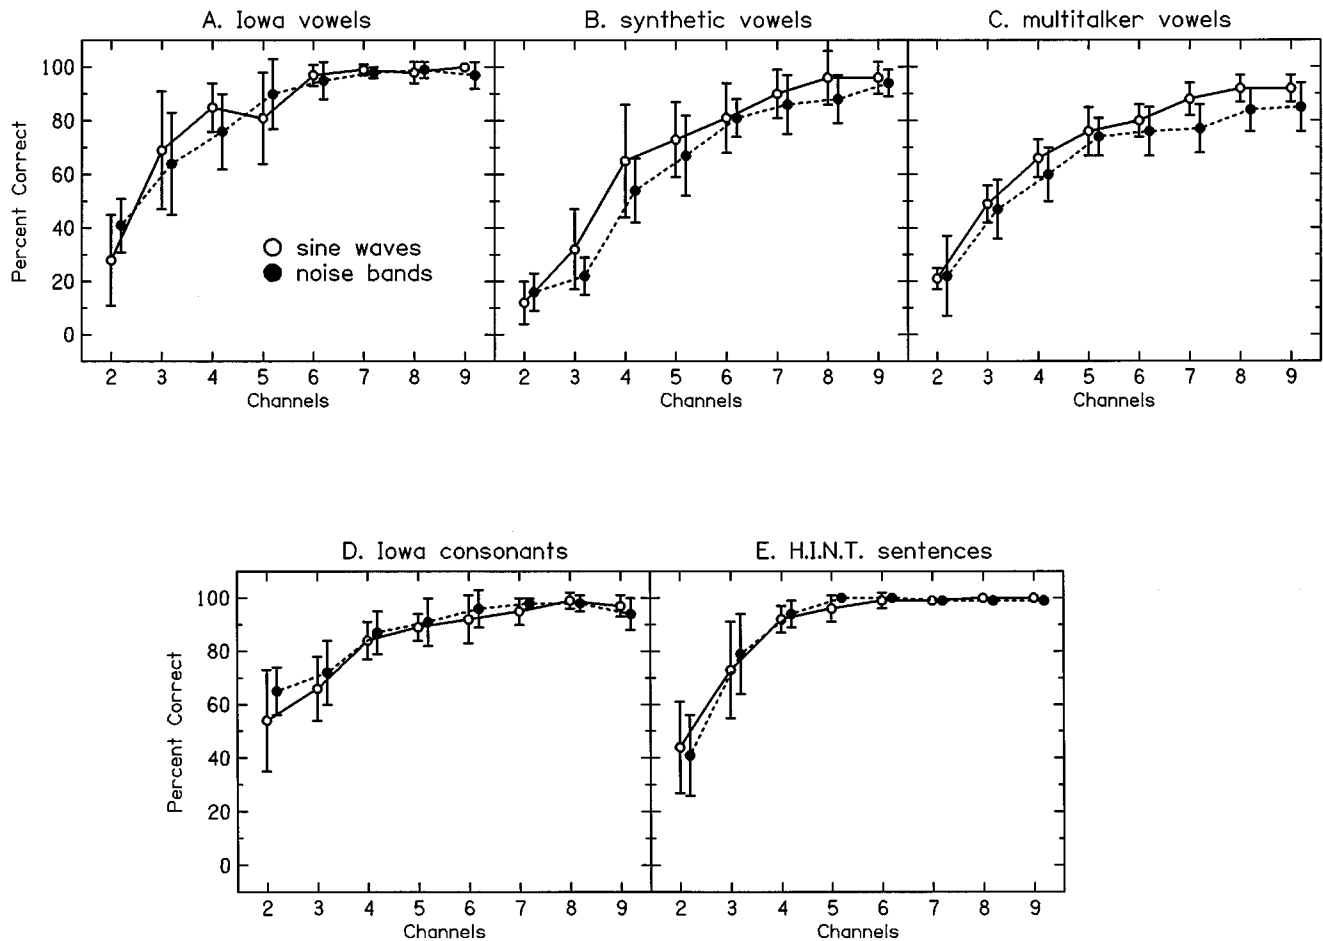 A. Iowa vowels B. synthetic vowels C. multitalker vowels
Percent Correct
100
80
60
40
20
0
○ sine waves
● noise bands
2 3 4 5 6 7 8 9 2 3 4 5 6 7 8 9 2 3 4 5 6 7 8 9
Channels Channels Channels
D. Iowa consonants E. H.I.N.T. sentences
Percent Correct
100
80
60
40
20
0
2 3 4 5 6 7 8 9 2 3 4 5 6 7 8 9
Channels Channels